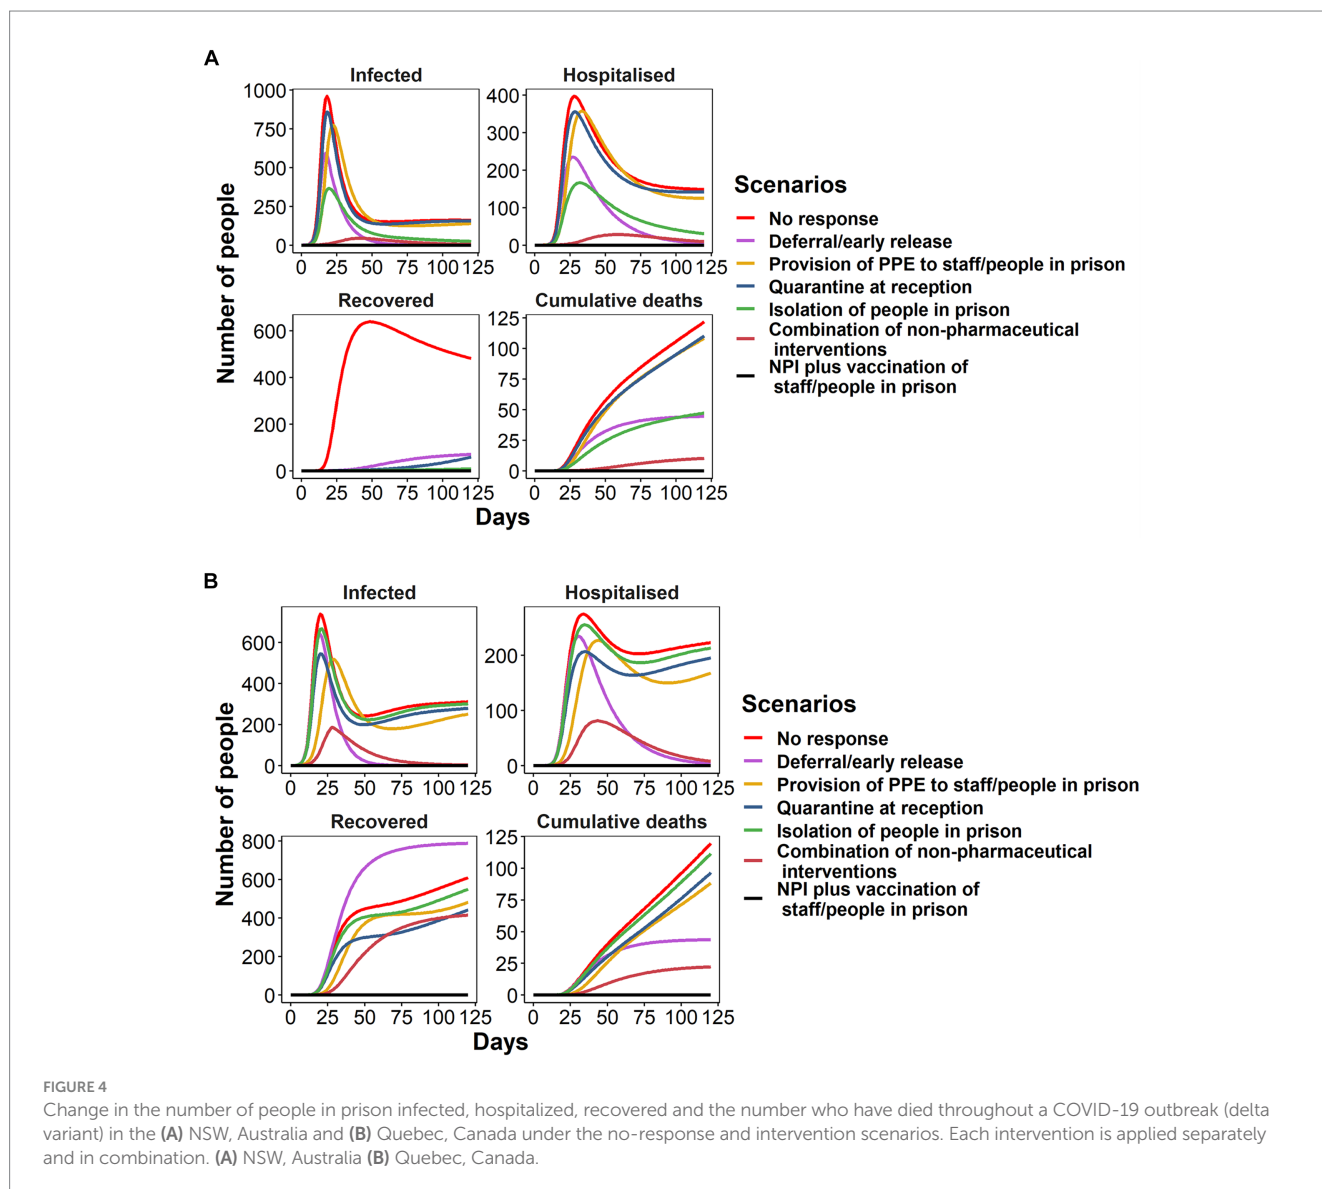 A
Infected
Hospitalised
Number of people
1000
750
500
250
0
0 25 50 75 100 125
400
300
200
100
0
0 25 50 75 100 125
Recovered
Cumulative deaths
600
400
200
0
0 25 50 75 100 125
125
100
75
50
25
0
0 25 50 75 100 125
Days
Scenarios
No response
Deferral/early release
Provision of PPE to staff/people in prison
Quarantine at reception
Isolation of people in prison
Combination of non-pharmaceutical
interventions
NPI plus vaccination of
staff/people in prison
B
Infected
Hospitalised
Number of people
600
400
200
0
0 25 50 75 100 125
200
100
0
0 25 50 75 100 125
Recovered
Cumulative deaths
800
600
400
200
0
0 25 50 75 100 125
125
100
75
50
25
0
0 25 50 75 100 125
Days
Scenarios
No response
Deferral/early release
Provision of PPE to staff/people in prison
Quarantine at reception
Isolation of people in prison
Combination of non-pharmaceutical
interventions
NPI plus vaccination of
staff/people in prison
FIGURE 4
Change in the number of people in prison infected, hospitalized, recovered and the number who have died throughout a COVID-19 outbreak (delta
variant) in the (A) NSW, Australia and (B) Quebec, Canada under the no-response and intervention scenarios. Each intervention is applied separately
and in combination. (A) NSW, Australia (B) Quebec, Canada.